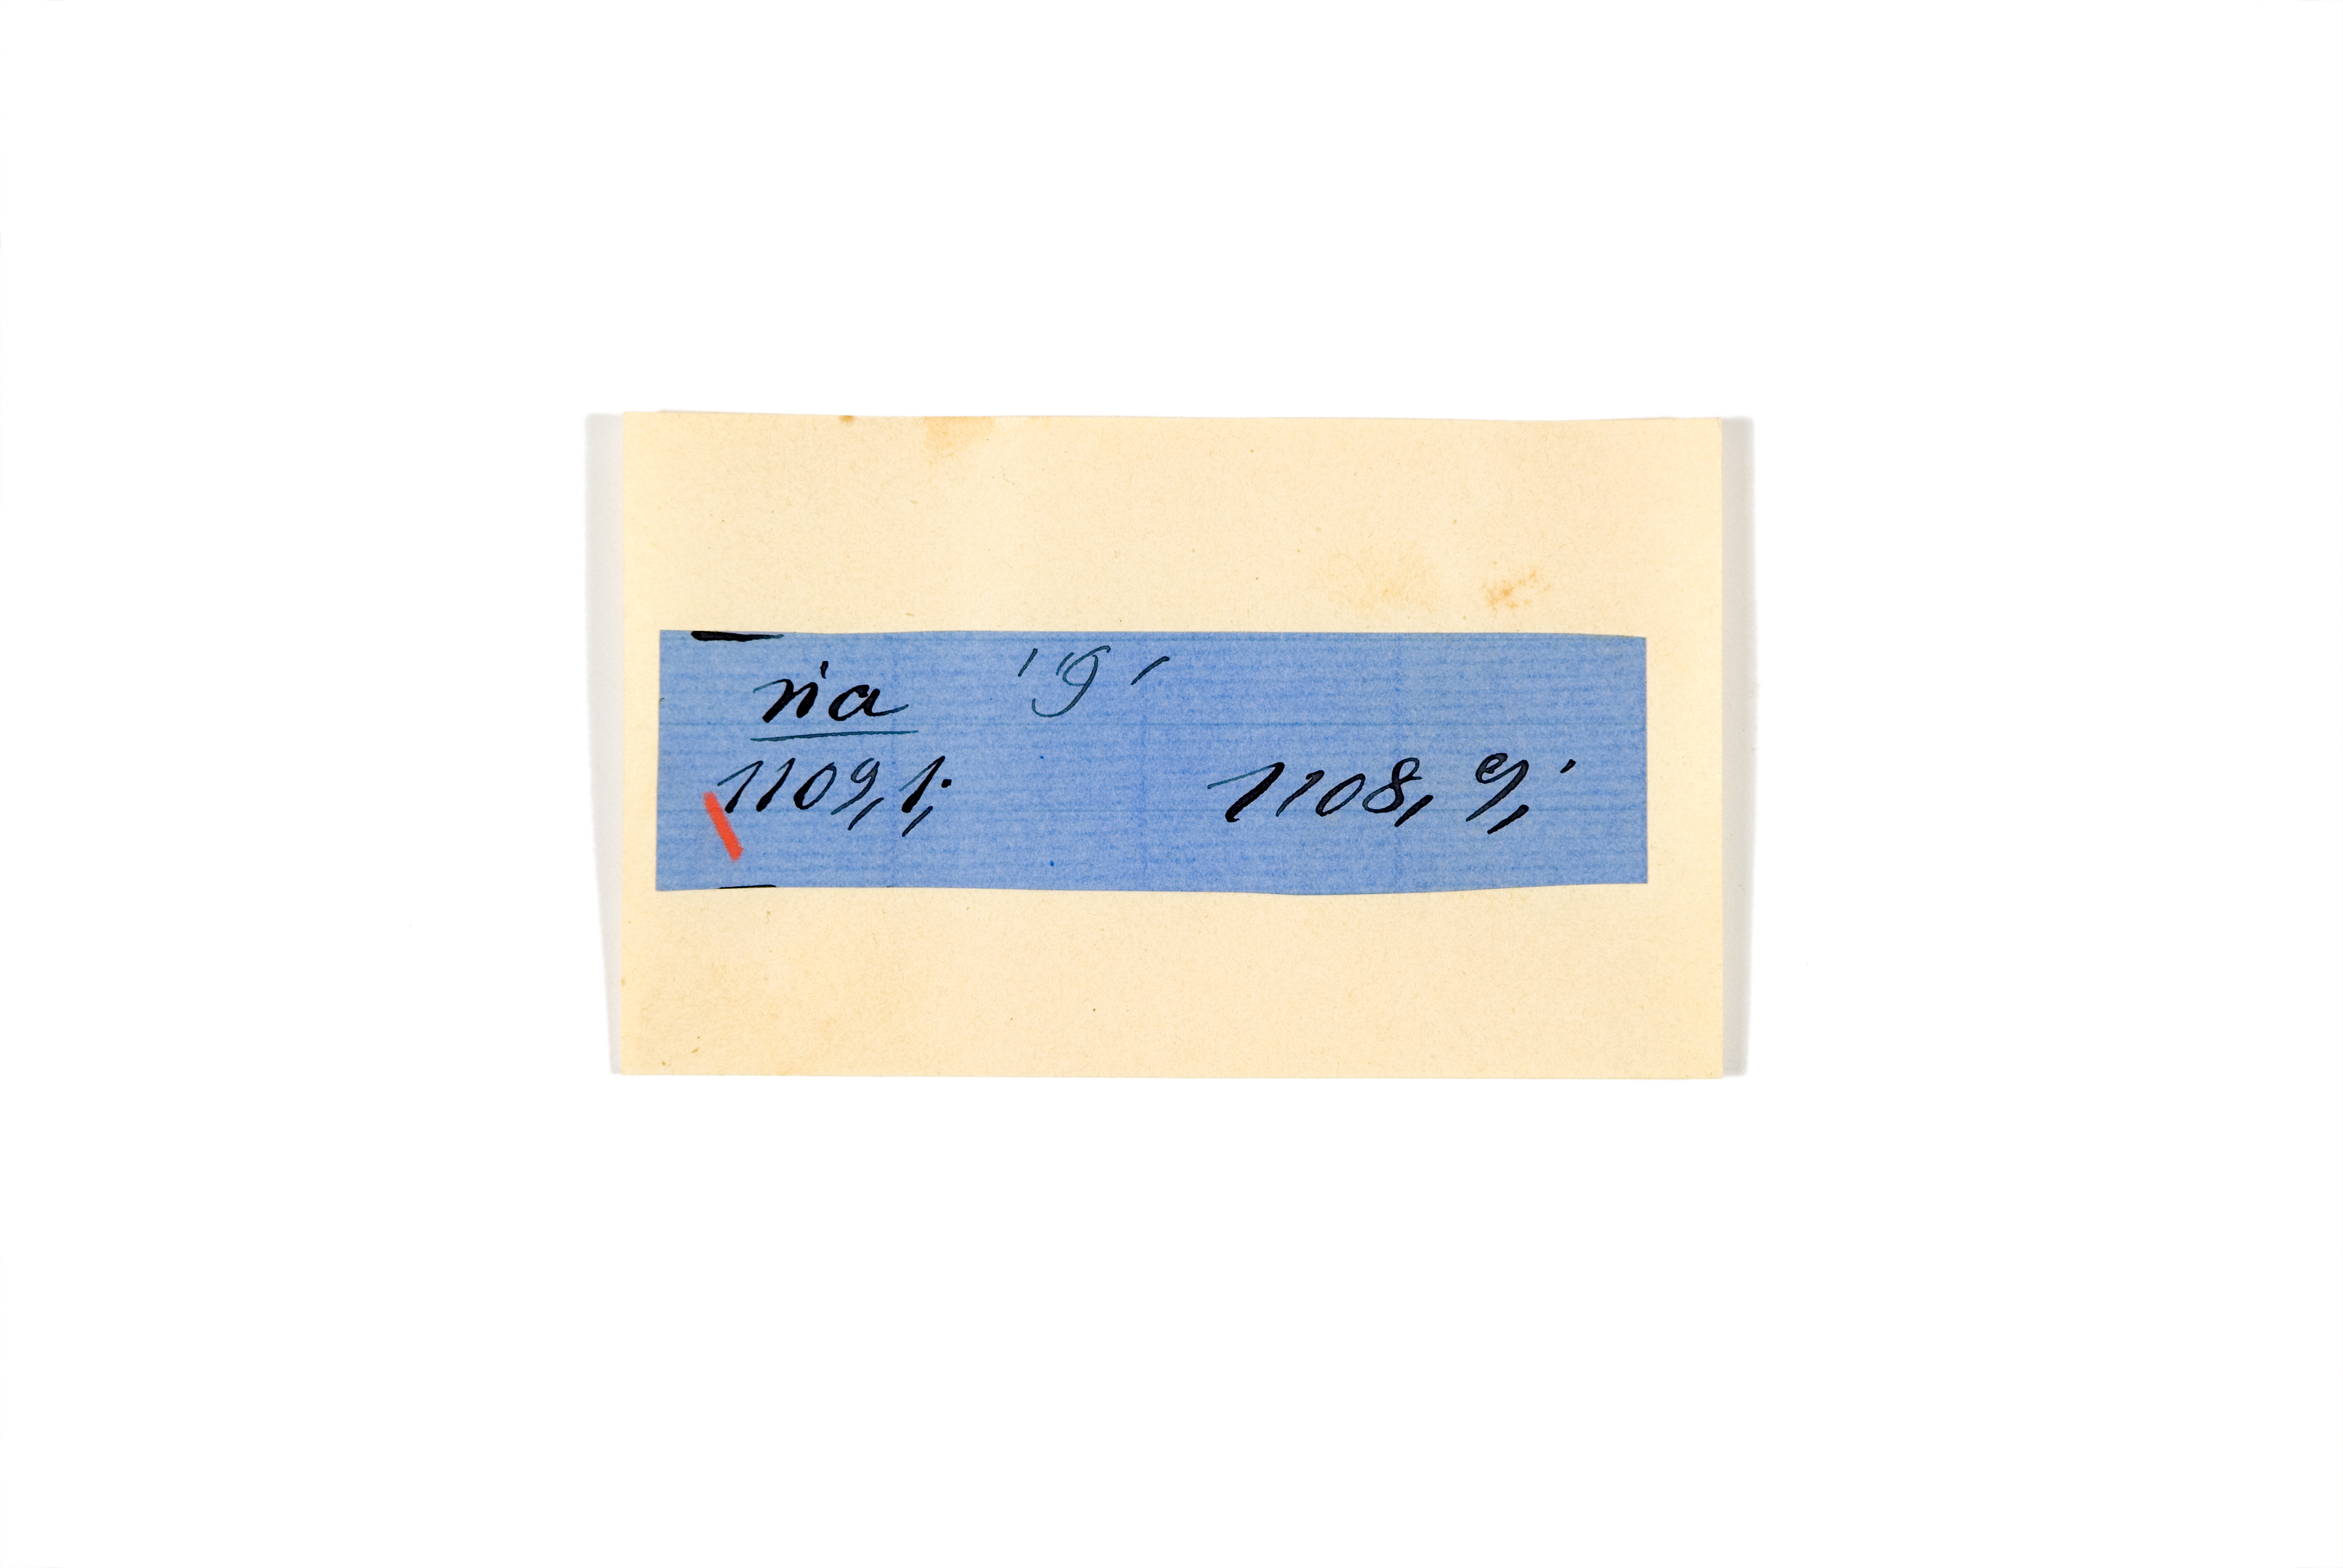 ria '9'
1109,1; 1108, 9;